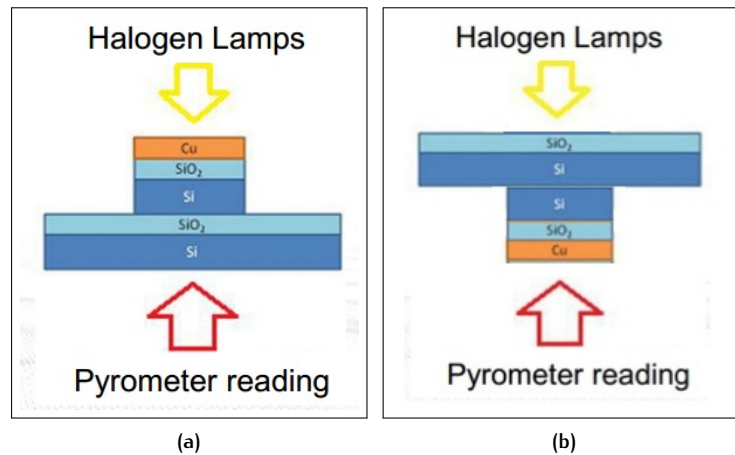 Halogen Lamps
Cu
SiO₂
Si
SiO₂
Si
Pyrometer reading
(a)
Halogen Lamps
SiO₂
Si
Si
SiO₂
Cu
Pyrometer reading
(b)